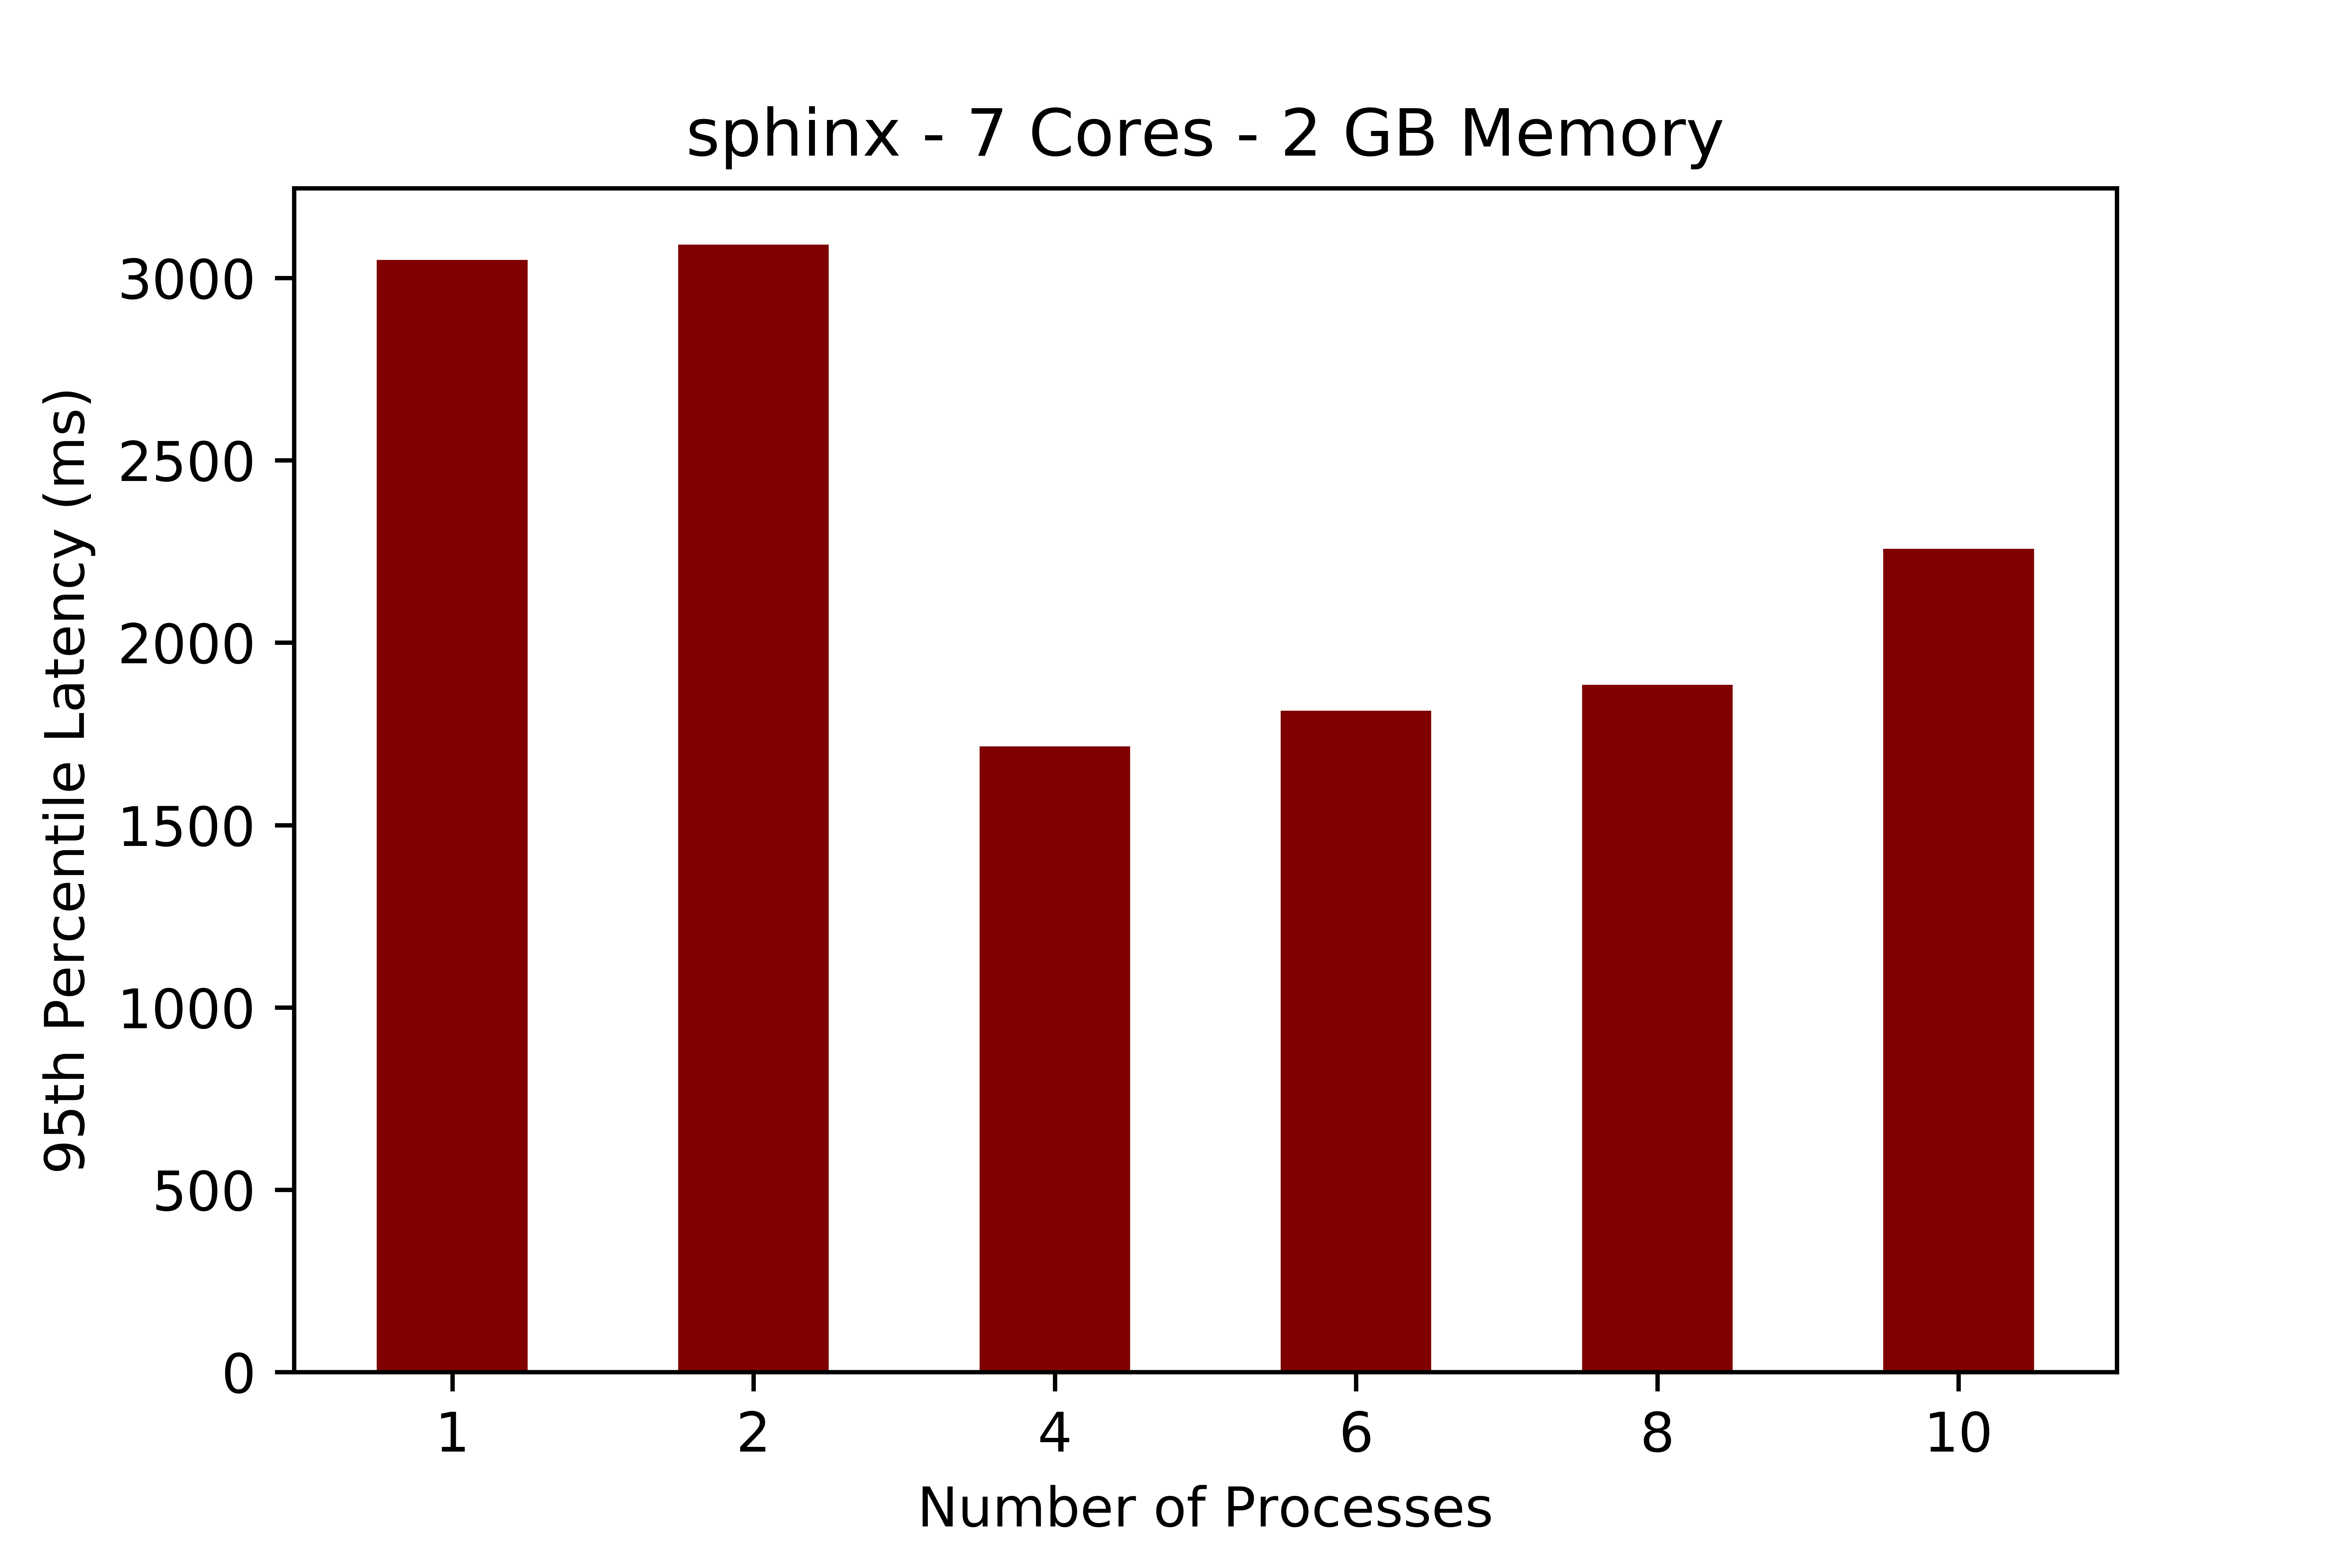 sphinx - 7 Cores - 2 GB Memory
95th Percentile Latency (ms)
3000
2500
2000
1500
1000
500
0
1 2 4 6 8 10
Number of Processes